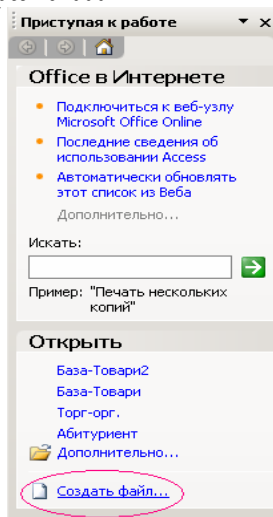 Приступая к работе
Office в Интернете
Подключиться к веб-узлу
Microsoft Office Online
Последние сведения об
использовании Access
Автоматически обновлять
этот список из Веба
Дополнительно...
Искать:
Пример: "Печать нескольких
копий"
Открыть
База-Товари2
База-Товари
Торг-орг.
Абитуриент
Дополнительно...
Создать файл...